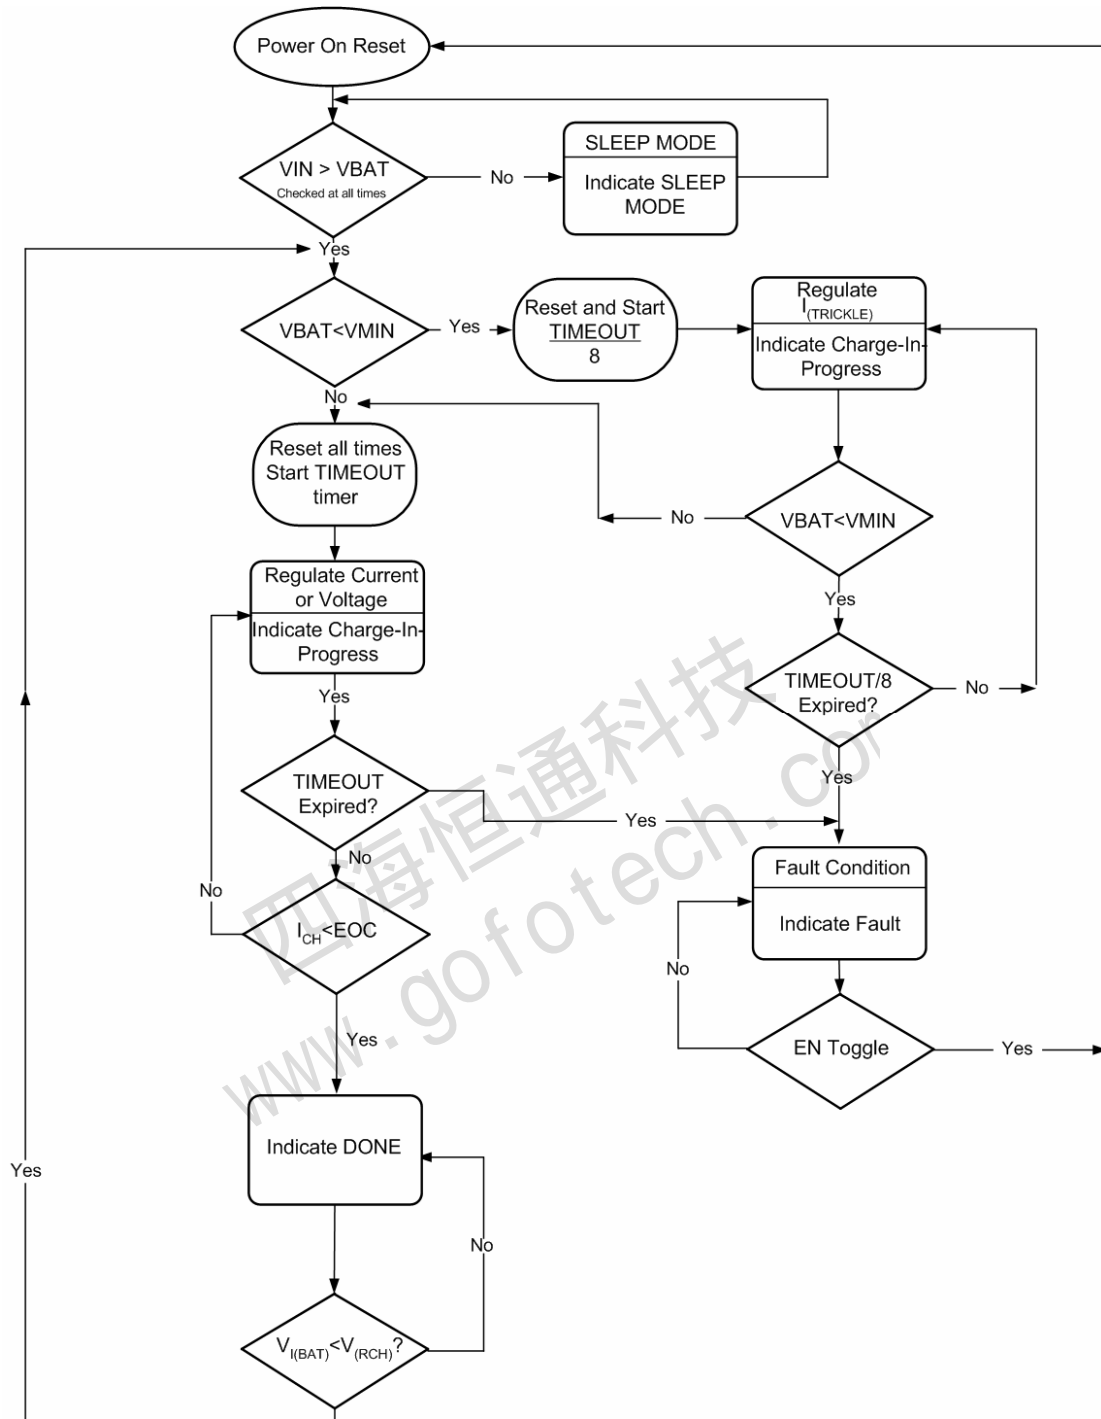 Power On Reset
VIN > VBAT
Checked at all times
No
SLEEP MODE
Indicate SLEEP
MODE
Yes
VBAT<VMIN
Yes
Reset and Start
TIMEOUT
8
Regulate
I(TRICKLE)
Indicate Charge-In-
Progress
No
Reset all times
Start TIMEOUT
timer
No
VBAT<VMIN
Regulate Current
or Voltage
Indicate Charge-In-
Progress
Yes
Yes
TIMEOUT/8
Expired?
No
Yes
TIMEOUT
Expired?
Yes
No
Fault Condition
Indicate Fault
No
ICH<EOC
No
Yes
EN Toggle
Yes
Indicate DONE
Yes
No
VI(BAT)<V(RCH)?
四海恒通科技
www.gofotech.com